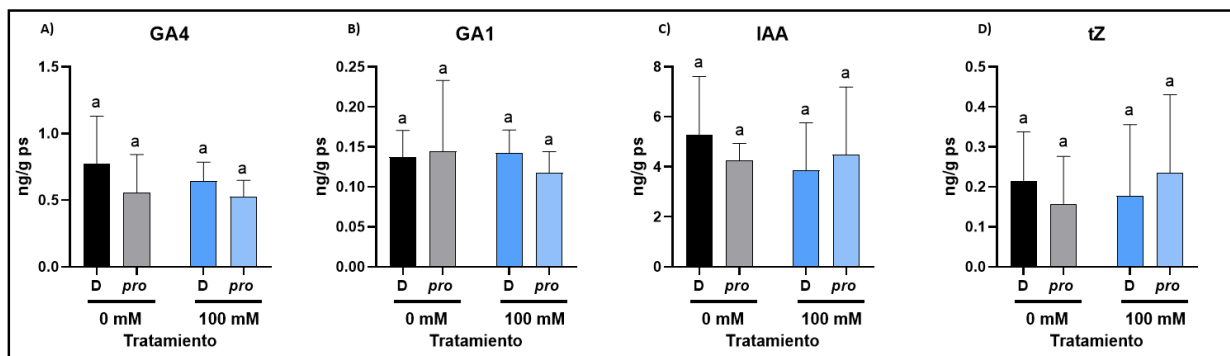 A) GA4
ng/g ps
1.5
1.0
0.5
0.0
a a a a
D pro D pro
0 mM 100 mM
Tratamiento
B) GA1
ng/g ps
0.25
0.20
0.15
0.10
0.05
0.00
a a a a
D pro D pro
0 mM 100 mM
Tratamiento
C) IAA
ng/g ps
8
6
4
2
0
a a a a
D pro D pro
0 mM 100 mM
Tratamiento
D) tZ
ng/g ps
0.5
0.4
0.3
0.2
0.1
0.0
a a a a
D pro D pro
0 mM 100 mM
Tratamiento